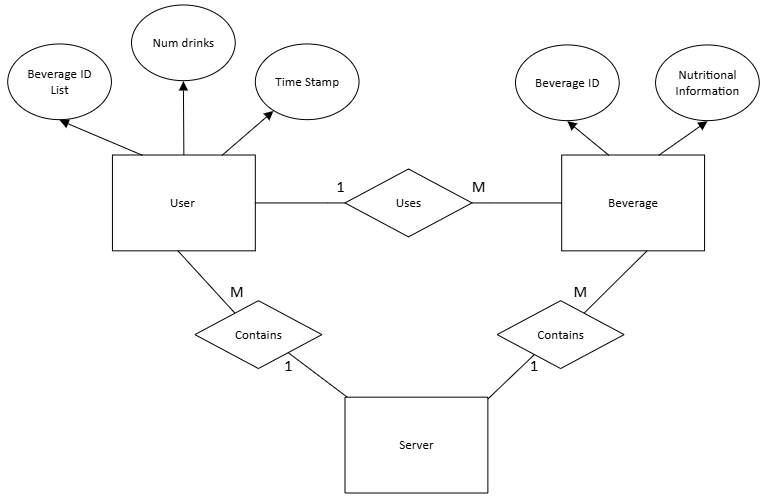 Num drinks
Beverage ID
List
Time Stamp
Beverage ID
Nutritional
Information
1
M
User
Uses
Beverage
M
M
Contains
Contains
1
1
Server